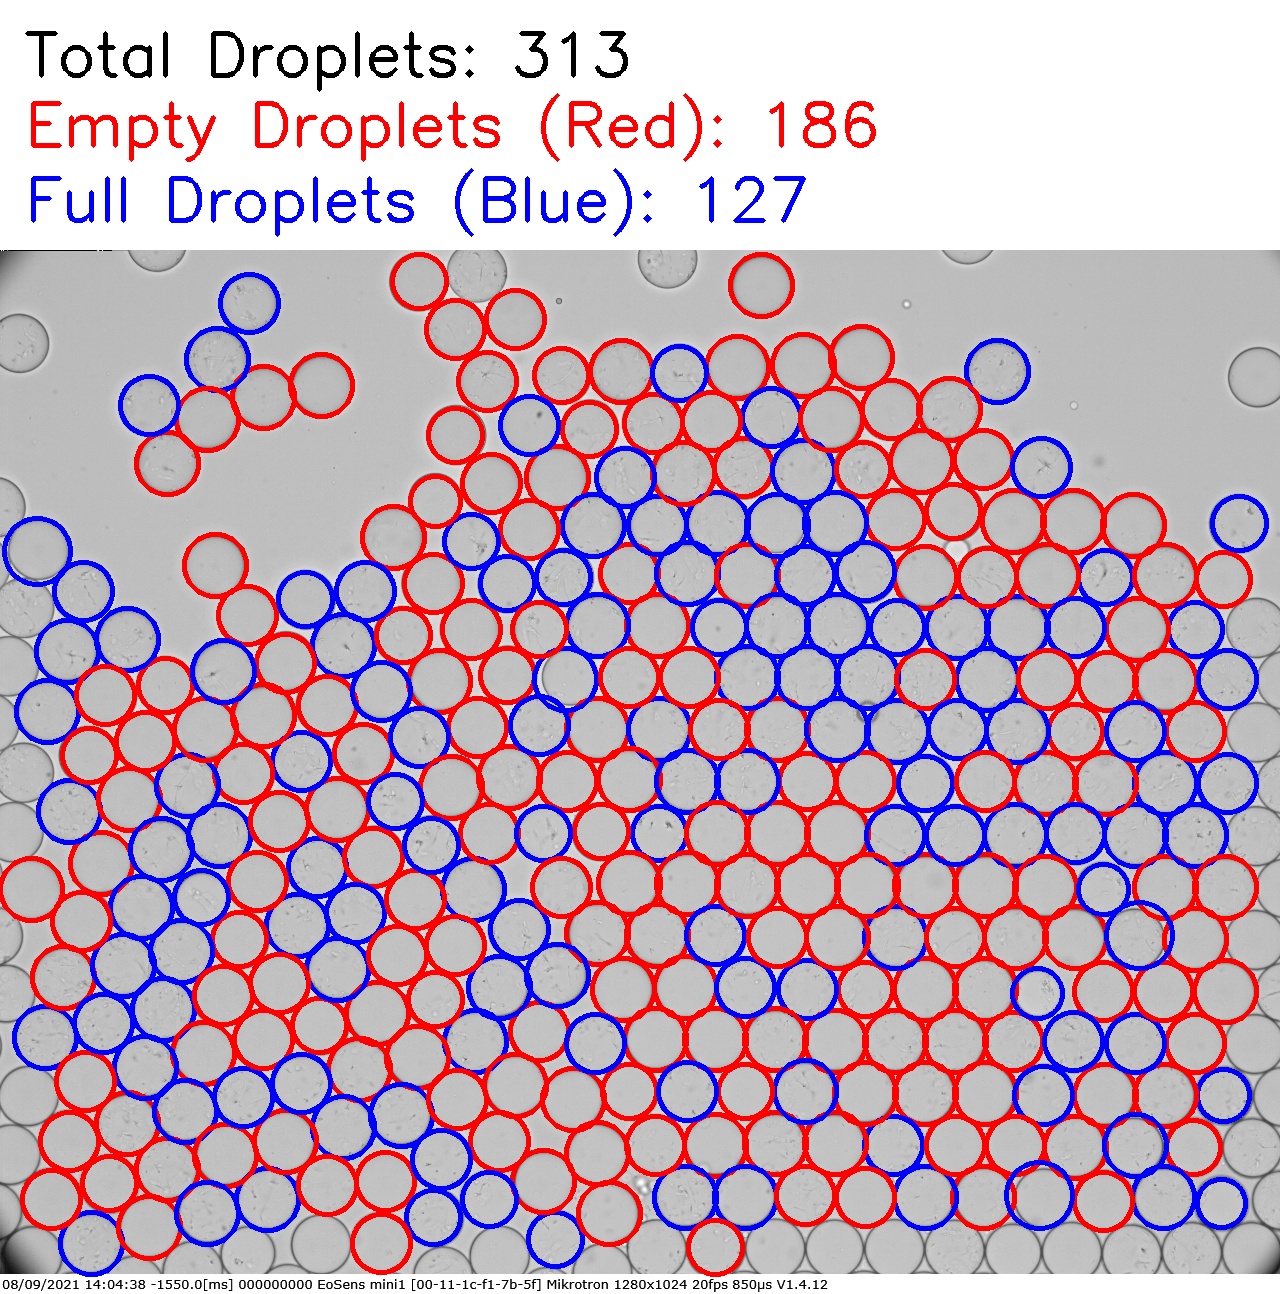 Total Droplets: 313
Empty Droplets (Red): 186
Full Droplets (Blue): 127
08/09/2021 14:04:38 -1550.0[ms] 000000000 EoSens mini1 [00-11-1c-f1-7b-5f] Mikrotron 1280x1024 20fps 850µs V1.4.12